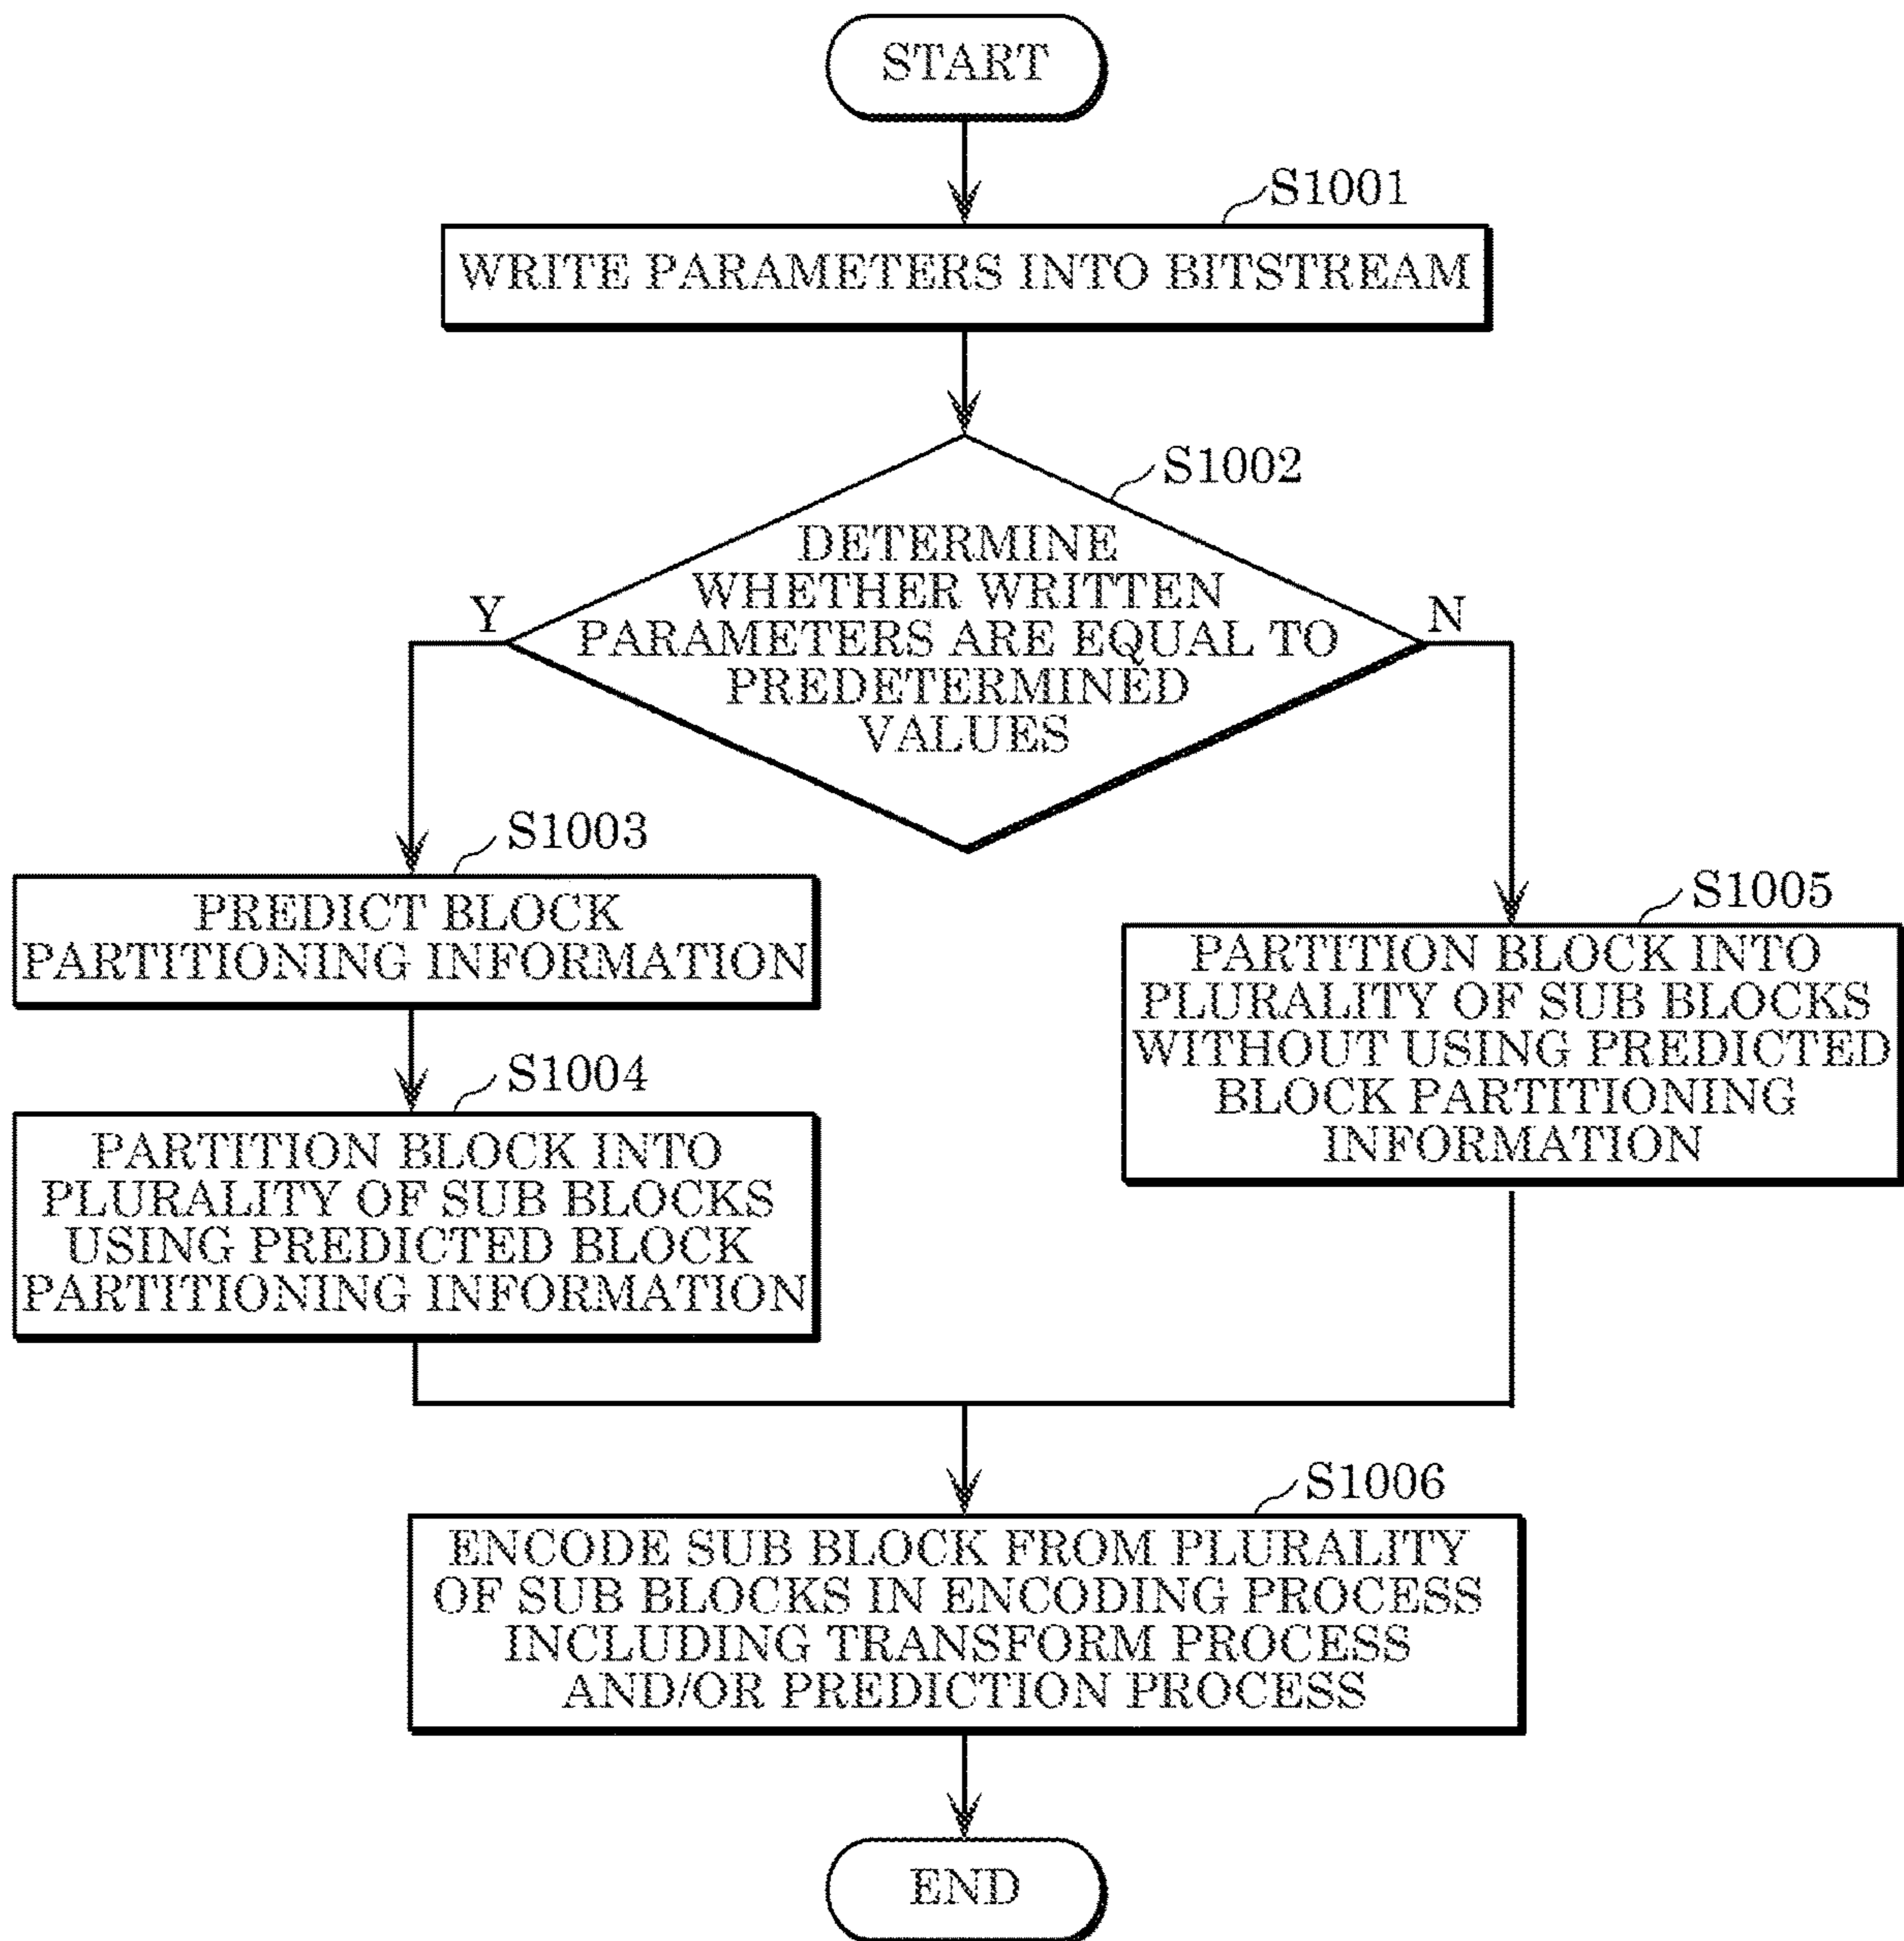 START
S1001
WRITE PARAMETERS INTO BITSTREAM
S1002
DETERMINE
WHETHER WRITTEN
PARAMETERS ARE EQUAL TO
PREDETERMINED
VALUES
Y
N
S1003
PREDICT BLOCK
PARTITIONING INFORMATION
S1004
PARTITION BLOCK INTO
PLURALITY OF SUB BLOCKS
USING PREDICTED BLOCK
PARTITIONING INFORMATION
S1005
PARTITION BLOCK INTO
PLURALITY OF SUB BLOCKS
WITHOUT USING PREDICTED
BLOCK PARTITIONING
INFORMATION
S1006
ENCODE SUB BLOCK FROM PLURALITY
OF SUB BLOCKS IN ENCODING PROCESS
INCLUDING TRANSFORM PROCESS
AND/OR PREDICTION PROCESS
END